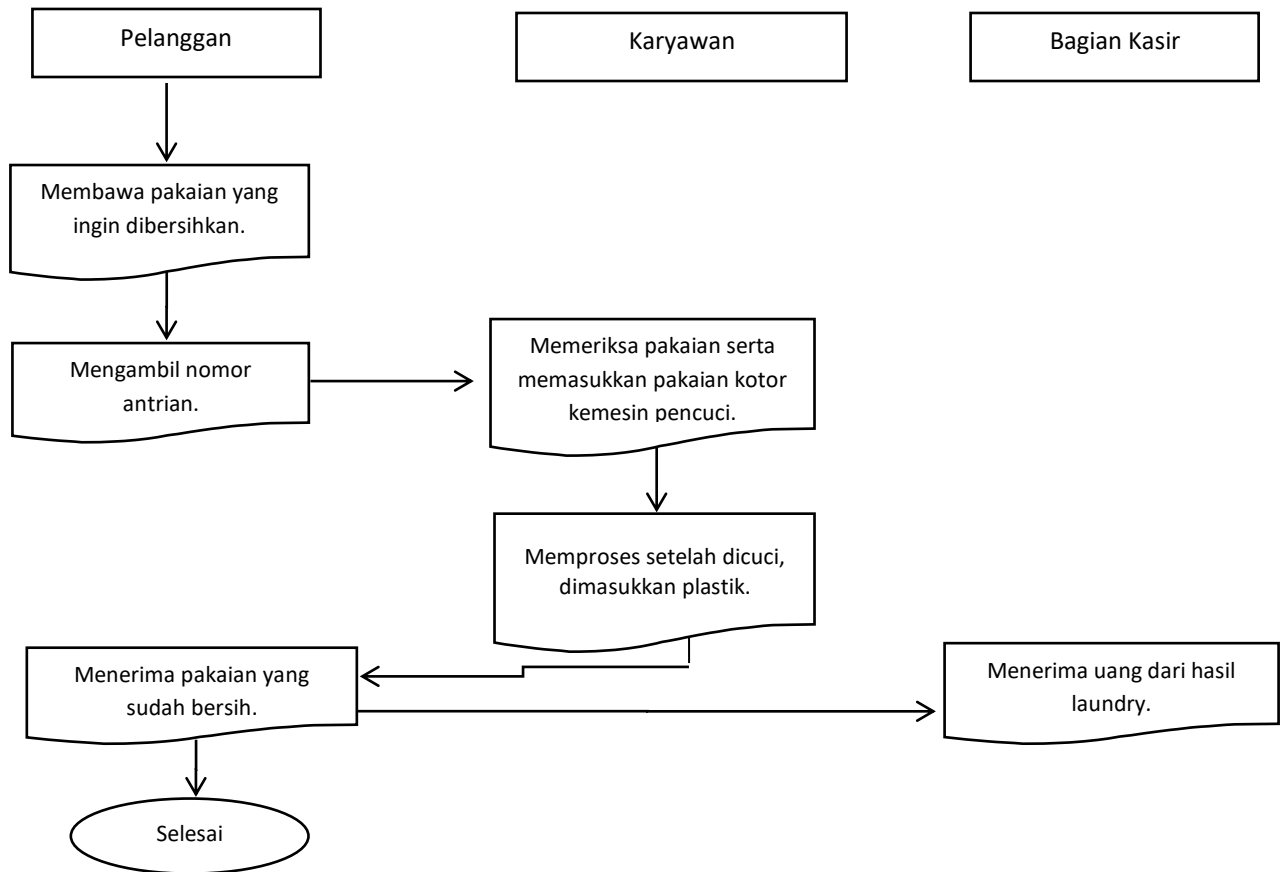 Pelanggan
Karyawan
Bagian Kasir
Membawa pakaian yang
ingin dibersihkan.
Mengambil nomor
antrian.
Memeriksa pakaian serta
memasukkan pakaian kotor
kemesin pencuci.
Memproses setelah dicuci,
dimasukkan plastik.
Menerima pakaian yang
sudah bersih.
Menerima uang dari hasil
laundry.
Selesai